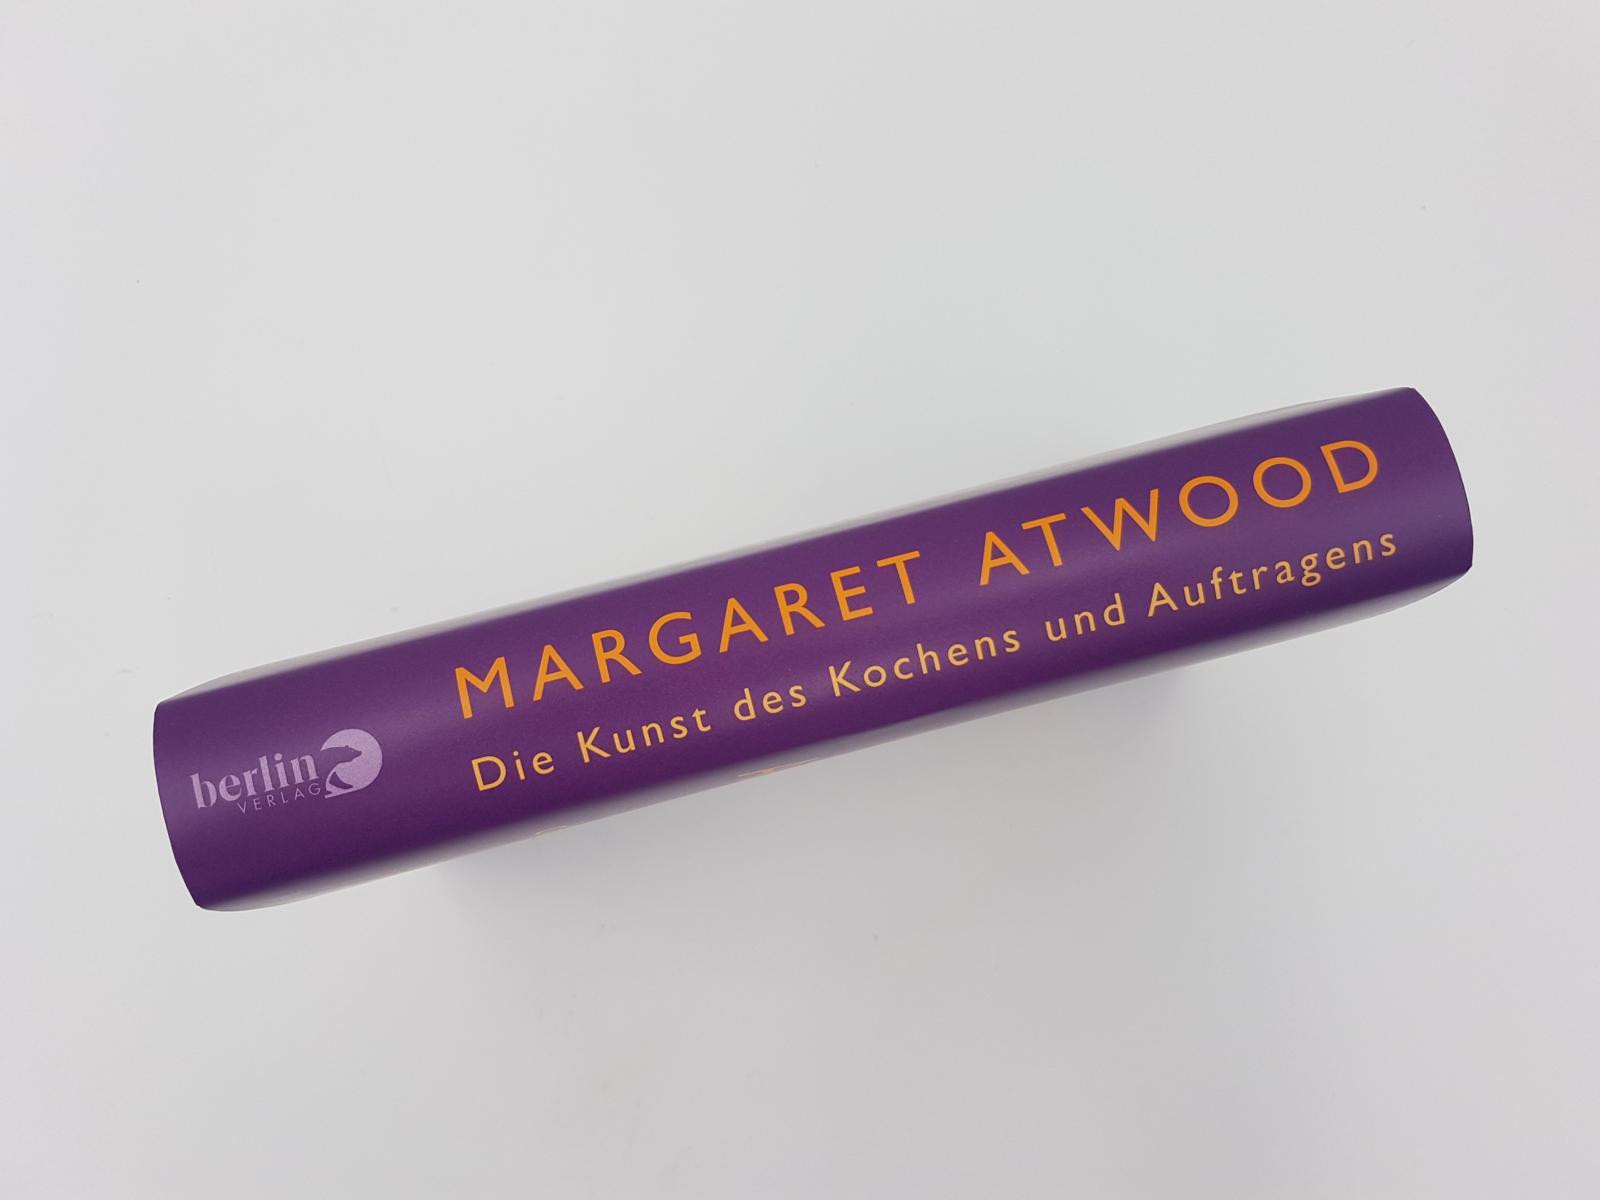 MARGARET ATWOOD
Die Kunst des Kochens und Auftragens
berlin
VERLAG